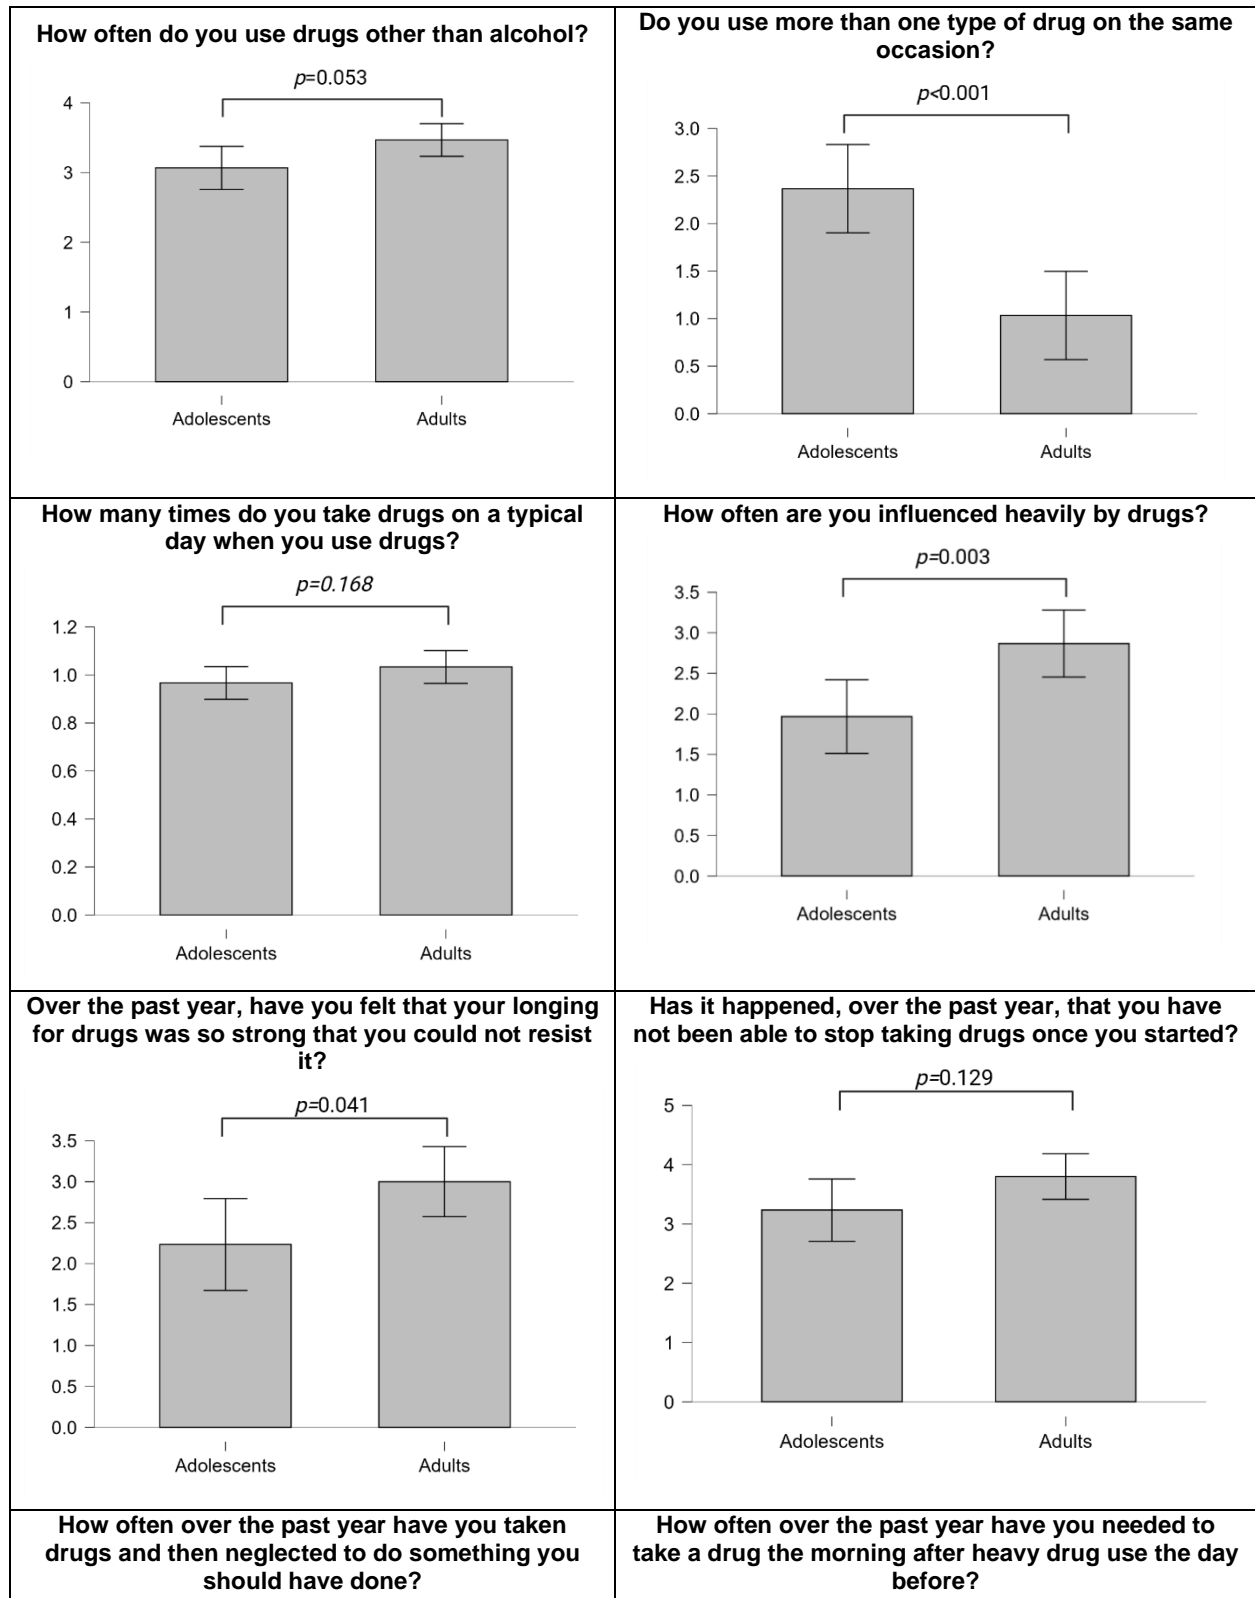 How often do you use drugs other than alcohol?
p=0.053
4
3
2
1
0
Adolescents
Adults
Do you use more than one type of drug on the same
occasion?
p<0.001
3.0
2.5
2.0
1.5
1.0
0.5
0.0
Adolescents
Adults
How many times do you take drugs on a typical
day when you use drugs?
p=0.168
1.2
1.0
0.8
0.6
0.4
0.2
0.0
Adolescents
Adults
How often are you influenced heavily by drugs?
p=0.003
3.5
3.0
2.5
2.0
1.5
1.0
0.5
0.0
Adolescents
Adults
Over the past year, have you felt that your longing
for drugs was so strong that you could not resist
it?
p=0.041
3.5
3.0
2.5
2.0
1.5
1.0
0.5
0.0
Adolescents
Adults
Has it happened, over the past year, that you have
not been able to stop taking drugs once you started?
p=0.129
5
4
3
2
1
0
Adolescents
Adults
How often over the past year have you taken
drugs and then neglected to do something you
should have done?
How often over the past year have you needed to
take a drug the morning after heavy drug use the day
before?